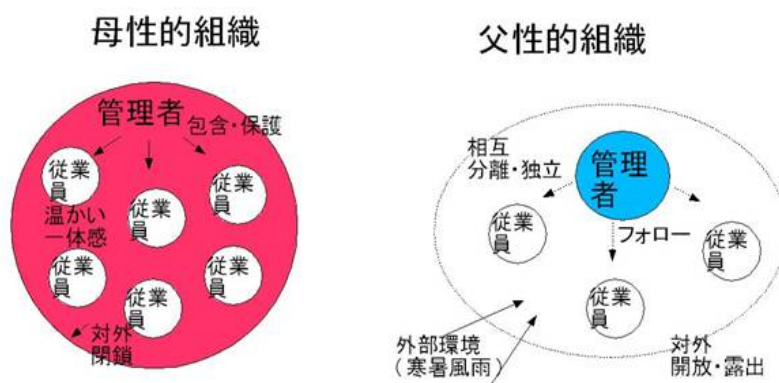 母性的組織
管理者
包含・保護
従業
員
従業
員
従業
員
温かい
一体感
従業
員
従業
員
従業
員
対外
閉鎖
父性的組織
相互
分離・独立
管理
者
従業
員
フォロー
従業
員
従業
員
外部環境
(寒暑風雨)
対外
開放・露出